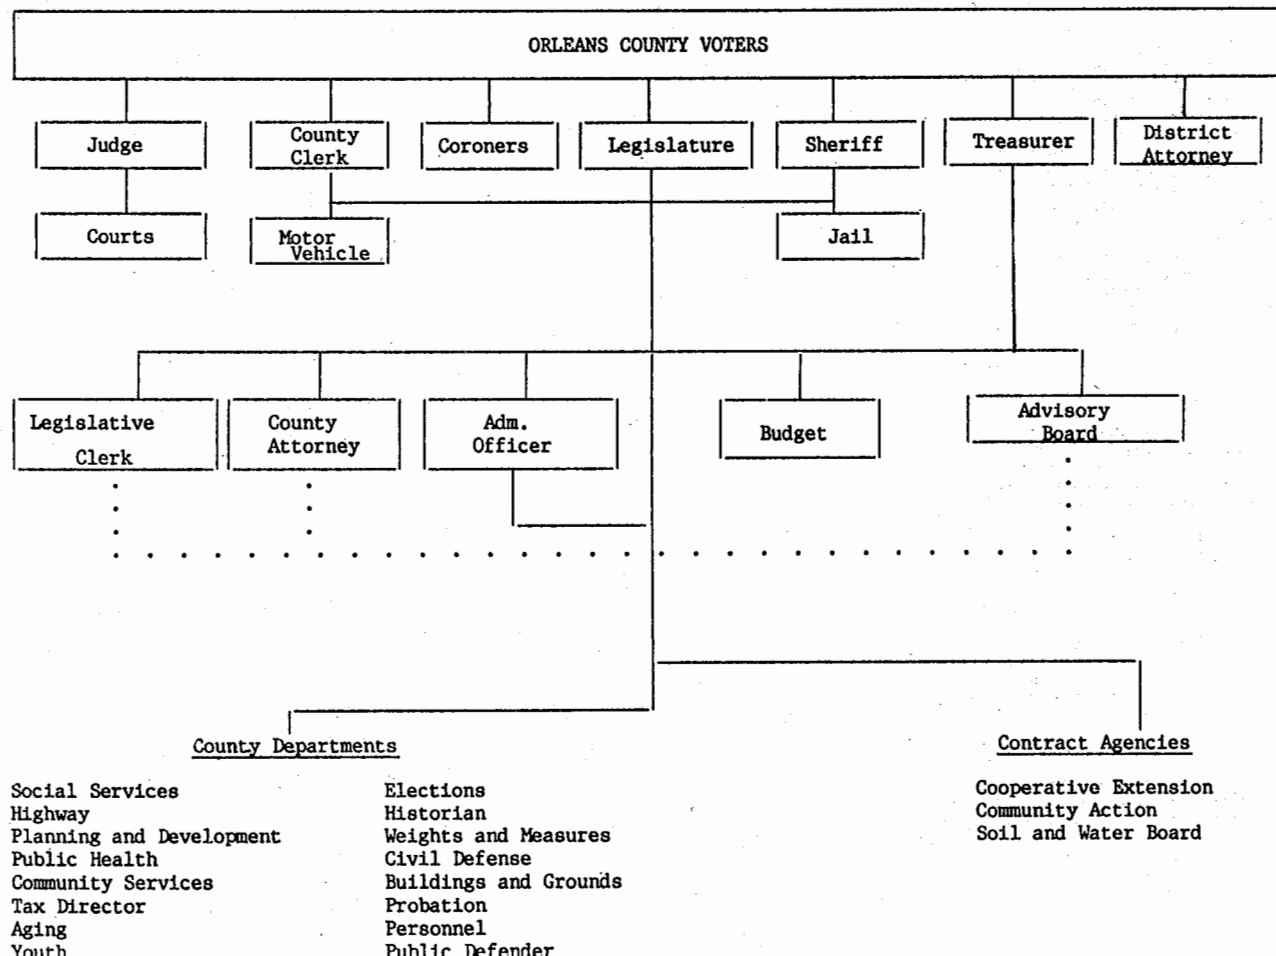 ORLEANS COUNTY VOTERS
Judge
County
Clerk
Coroners
Legislature
Sheriff
Treasurer
District
Attorney
Courts
Motor
Vehicle
Jail
Legislative
Clerk
County
Attorney
Adm.
Officer
Budget
Advisory
Board
County Departments
Social Services
Highway
Planning and Development
Public Health
Community Services
Tax Director
Aging
Youth
Elections
Historian
Weights and Measures
Civil Defense
Buildings and Grounds
Probation
Personnel
Public Defender
Contract Agencies
Cooperative Extension
Community Action
Soil and Water Board